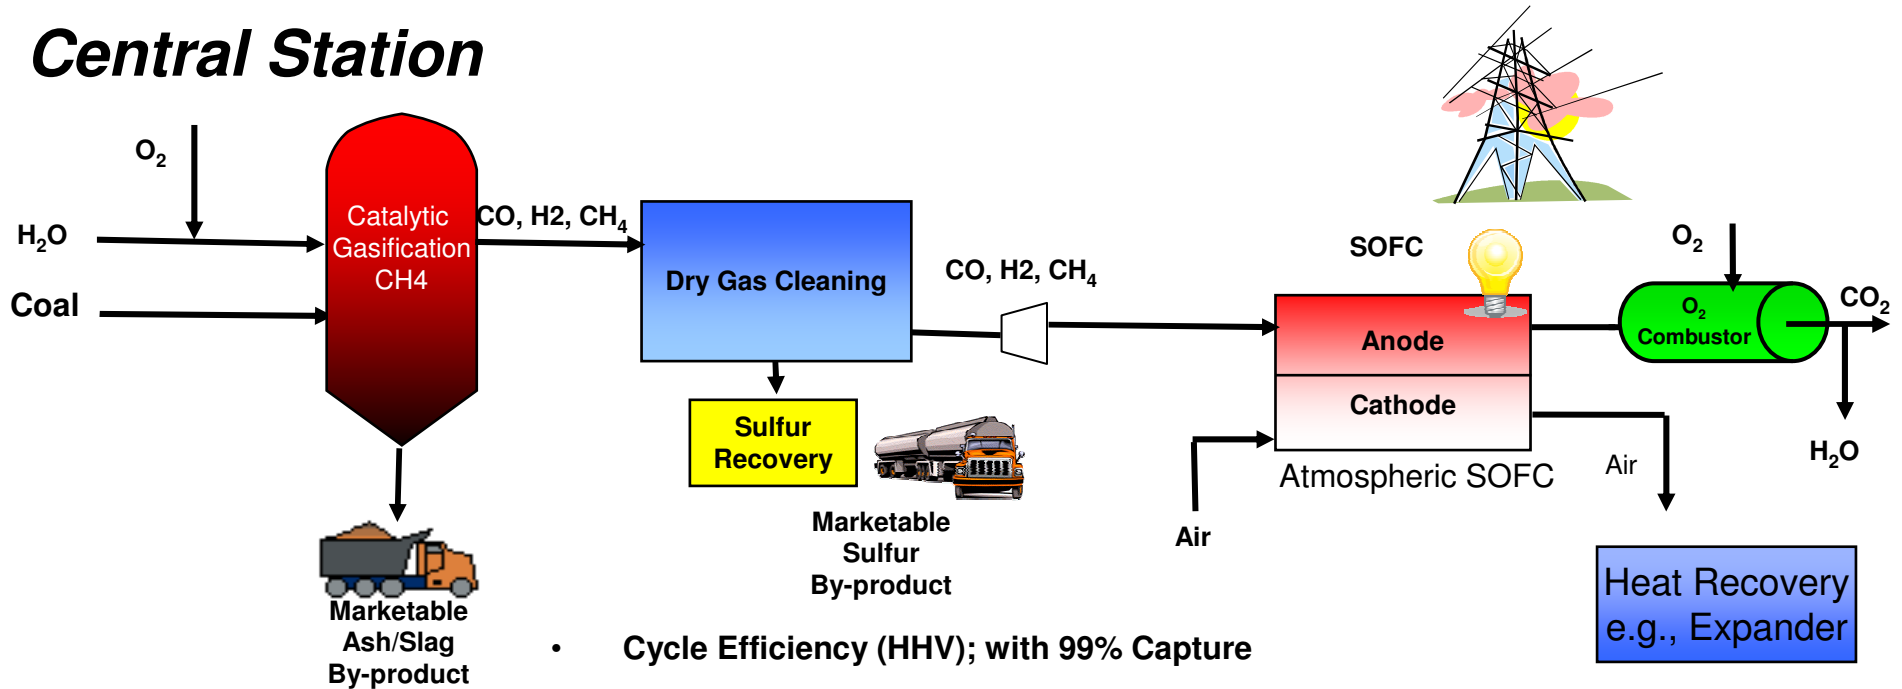 Central Station
O2
H2O
Coal
Catalytic
Gasification
CH4
CO, H2, CH4
Dry Gas Cleaning
Sulfur
Recovery
CO, H2, CH4
SOFC
Anode
Cathode
Atmospheric SOFC
O2
O2
Combustor
CO2
H2O
Air
Air
Marketable
Sulfur
By-product
Marketable
Ash/Slag
By-product
• Cycle Efficiency (HHV); with 99% Capture
Heat Recovery
e.g., Expander